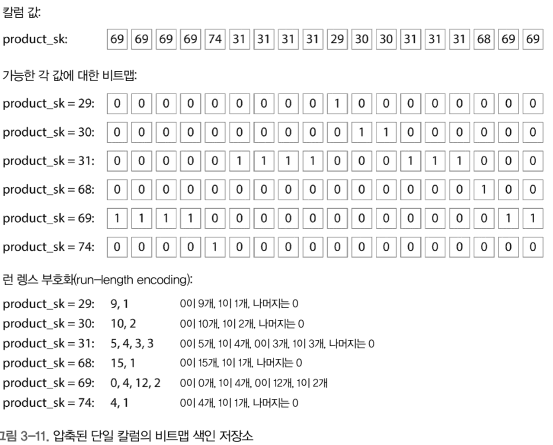 칼럼 값:
product_sk: 69 69 69 69 74 31 31 31 31 29 30 30 31 31 31 68 69 69
가능한 각 값에 대한 비트맵:
product_sk = 29: 0 0 0 0 0 0 0 0 0 1 0 0 0 0 0 0 0 0
product_sk = 30: 0 0 0 0 0 0 0 0 0 0 1 1 0 0 0 0 0 0
product_sk = 31: 0 0 0 0 0 1 1 1 1 0 0 0 1 1 1 0 0 0
product_sk = 68: 0 0 0 0 0 0 0 0 0 0 0 0 0 0 0 1 0 0
product_sk = 69: 1 1 1 1 0 0 0 0 0 0 0 0 0 0 0 0 1 1
product_sk = 74: 0 0 0 0 1 0 0 0 0 0 0 0 0 0 0 0 0 0
런 렝스 부호화(run-length encoding):
product_sk = 29: 9, 1 0이 9개, 1이 1개, 나머지는 0
product_sk = 30: 10, 2 0이 10개, 1이 2개, 나머지는 0
product_sk = 31: 5, 4, 3, 3 0이 5개, 1이 4개, 0이 3개, 1이 3개, 나머지는 0
product_sk = 68: 15, 1 0이 15개, 1이 1개, 나머지는 0
product_sk = 69: 0, 4, 12, 2 0이 0개, 1이 4개, 0이 12개, 1이 2개
product_sk = 74: 4, 1 0이 4개, 1이 1개, 나머지는 0
그림 3-11. 압축된 단일 칼럼의 비트맵 색인 저장소